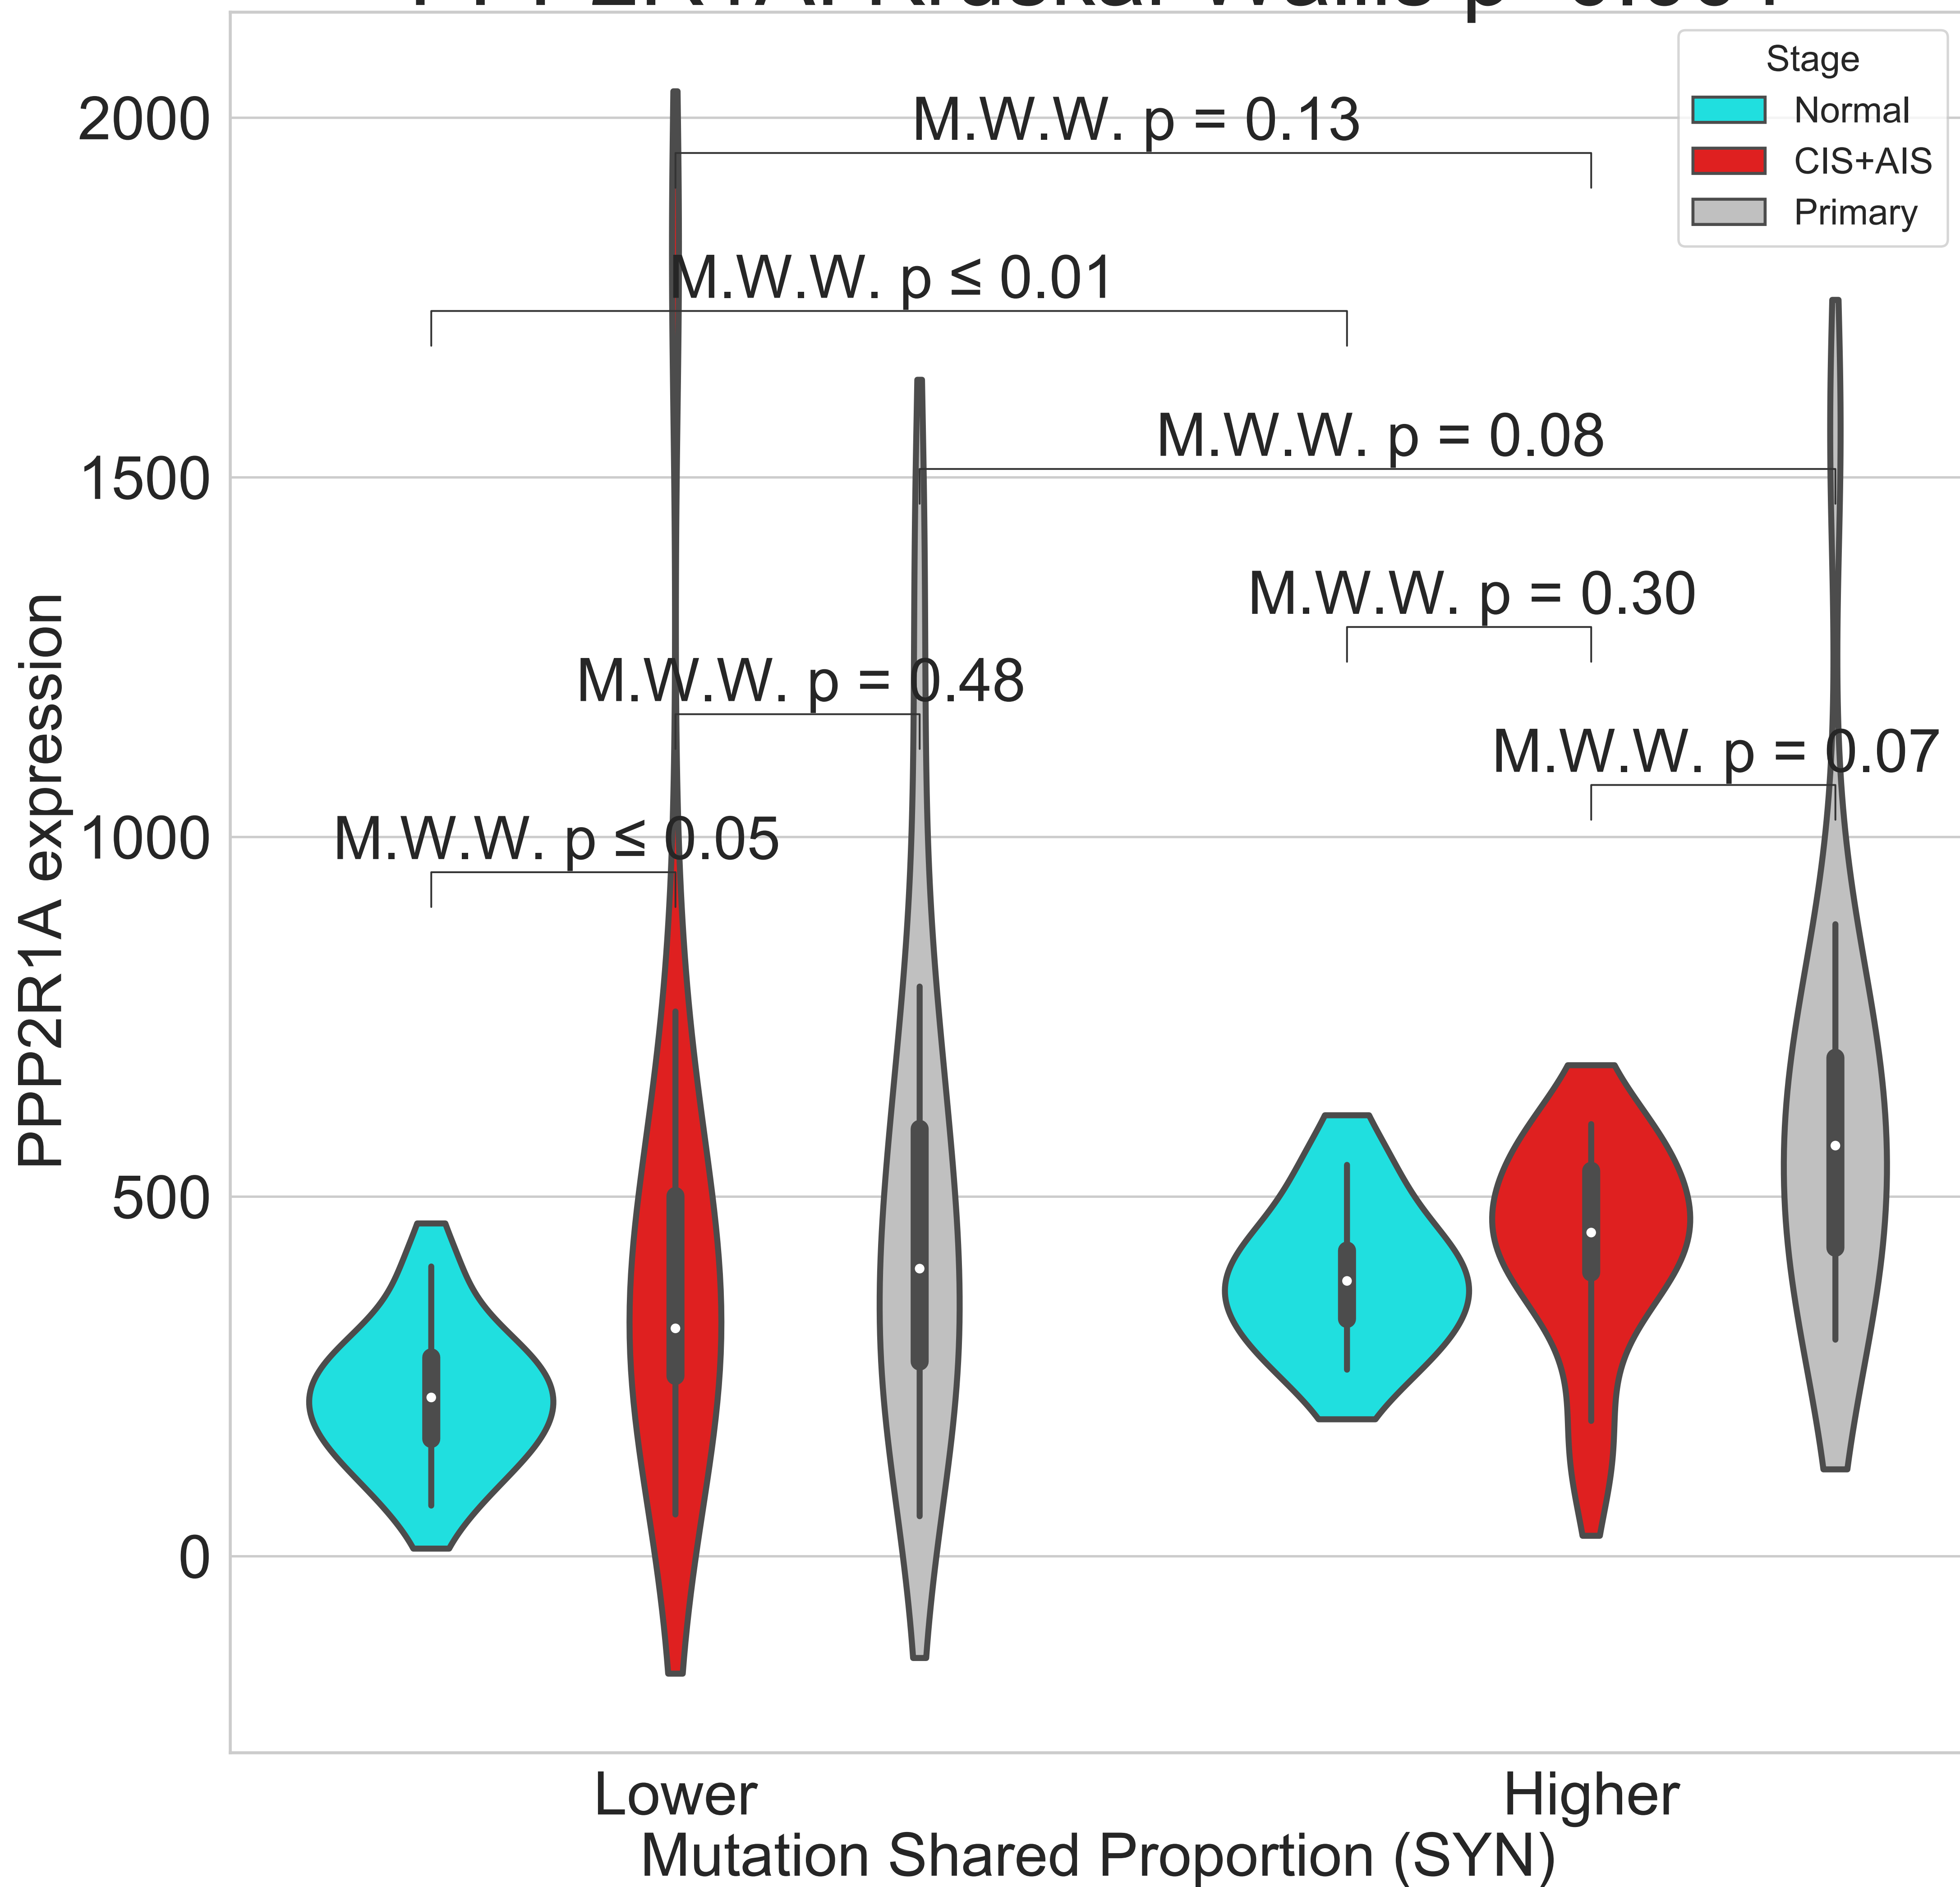 Stage
Normal
CIS+AIS
Primary
2000
1500
1000
500
0
PPP2R1A expression
M.W.W. p = 0.13
M.W.W. p ≤ 0.01
M.W.W. p = 0.08
M.W.W. p = 0.30
M.W.W. p = 0.48
M.W.W. p = 0.07
M.W.W. p ≤ 0.05
Lower
Higher
Mutation Shared Proportion (SYN)